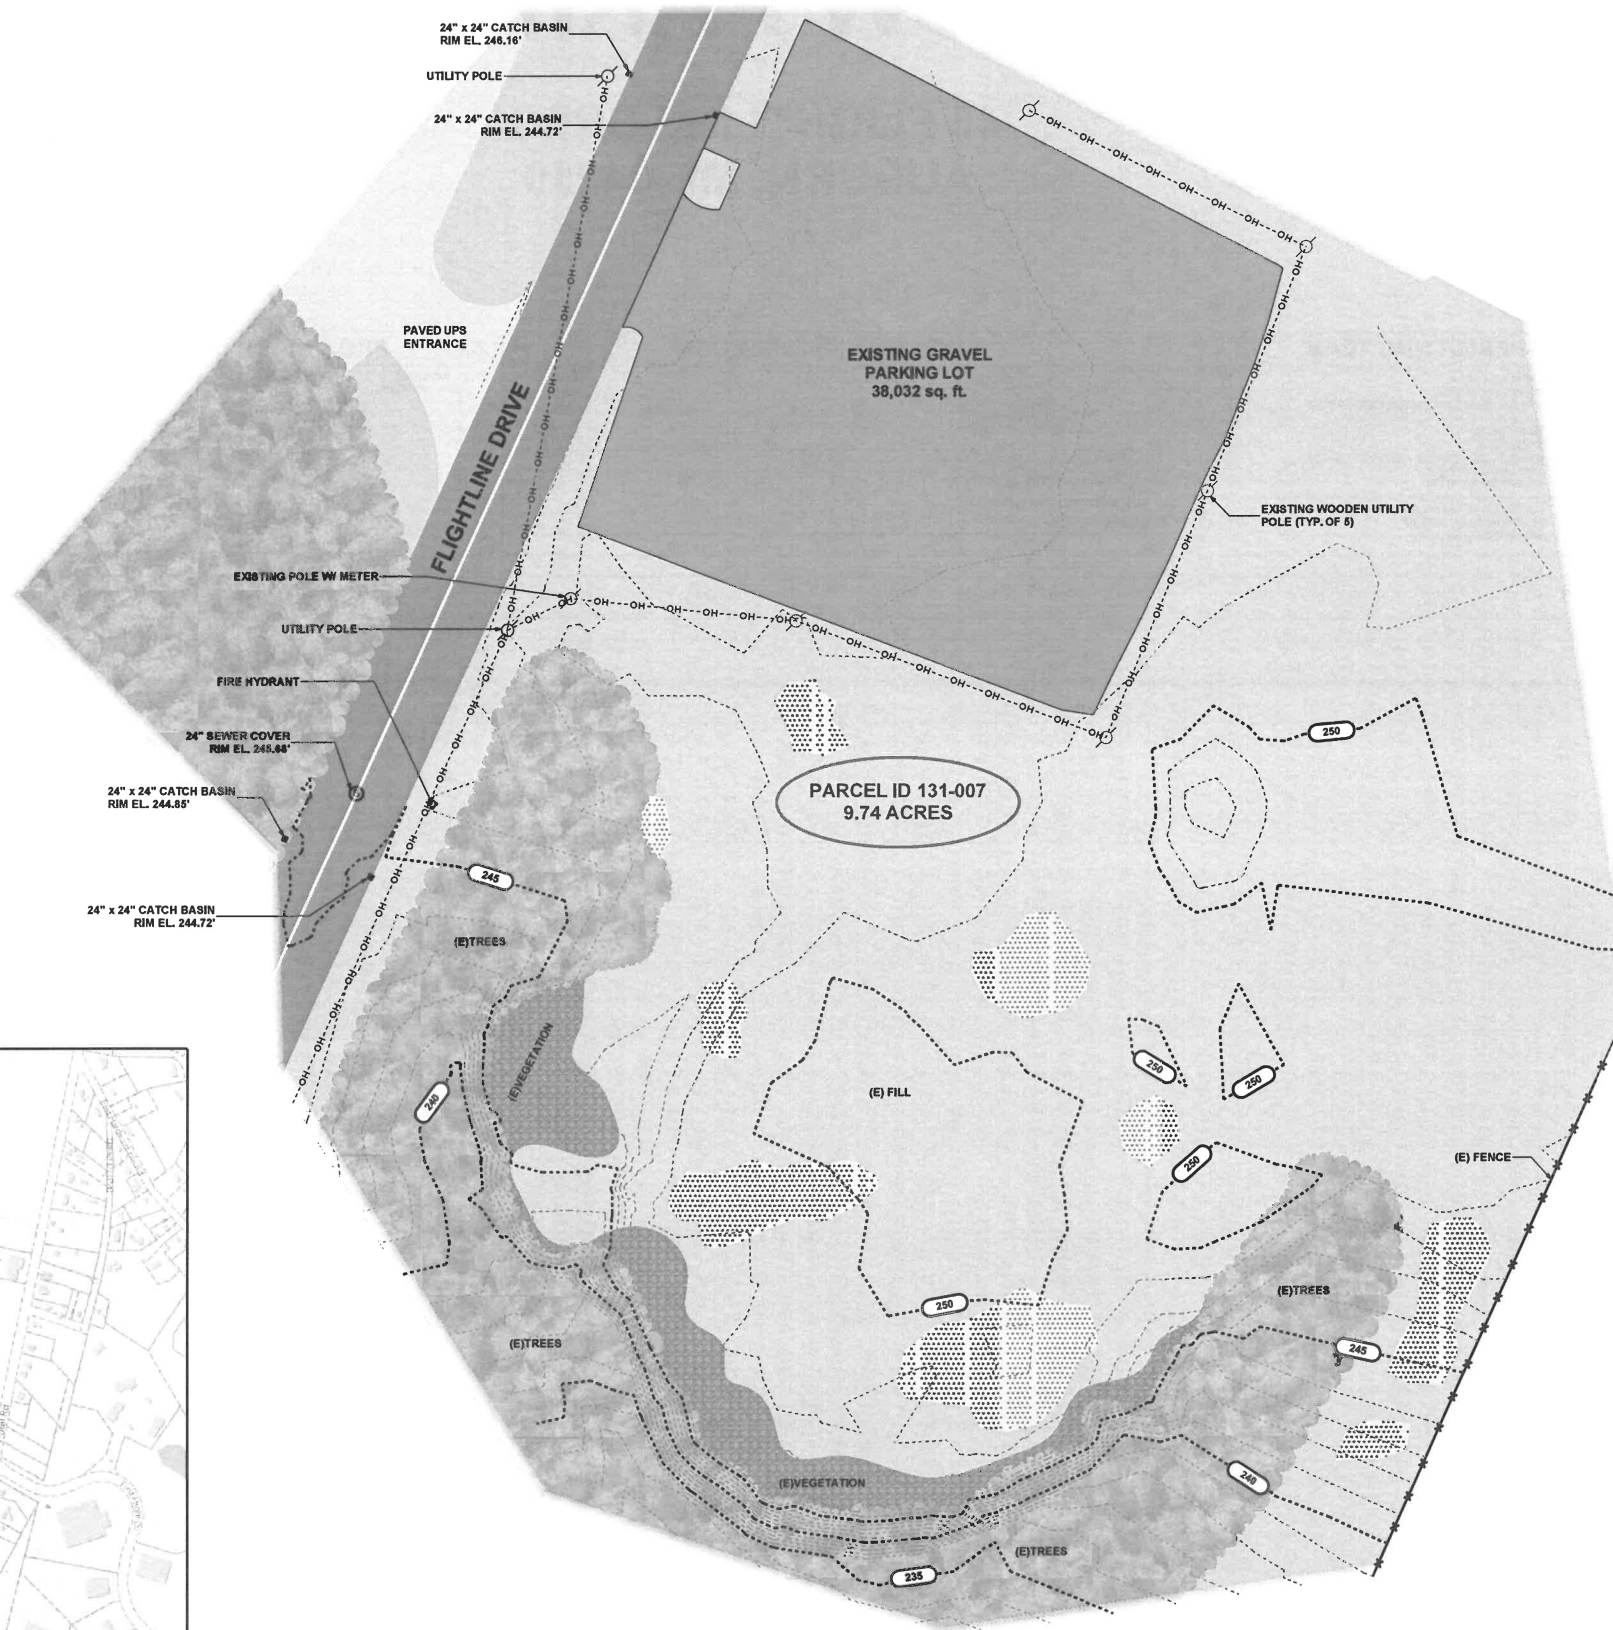 24" x 24" CATCH BASIN
RIM EL. 246.16'
UTILITY POLE
24" x 24" CATCH BASIN
RIM EL. 244.72'
PAVED UPS
ENTRANCE
FLIGHTLINE DRIVE
EXISTING GRAVEL
PARKING LOT
38,032 sq. ft.
EXISTING WOODEN UTILITY
POLE (TYP. OF 5)
EXISTING POLE W/ METER
UTILITY POLE
FIRE HYDRANT
24" SEWER COVER
RIM EL. 245.68'
24" x 24" CATCH BASIN
RIM EL. 244.85'
24" x 24" CATCH BASIN
RIM EL. 244.72'
PARCEL ID 131-007
9.74 ACRES
250
245
(E)TREES
(E)VEGETATION
240
(E) FILL
250
250
250
(E) FENCE
(E)TREES
250
(E)TREES
245
(E)VEGETATION
240
(E)TREES
235